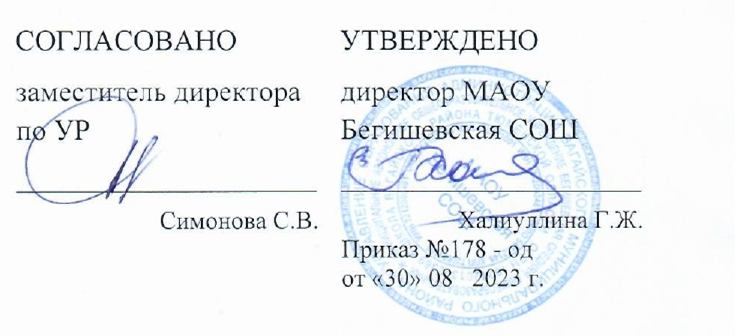 СОГЛАСОВАНО
заместитель директора
по УР
Симонова С.В.
УТВЕРЖДЕНО
директор МАОУ
Бегишевская СОШ
Халиуллина Г.Ж.
Приказ №178 - од
от «30» 08 2023 г.